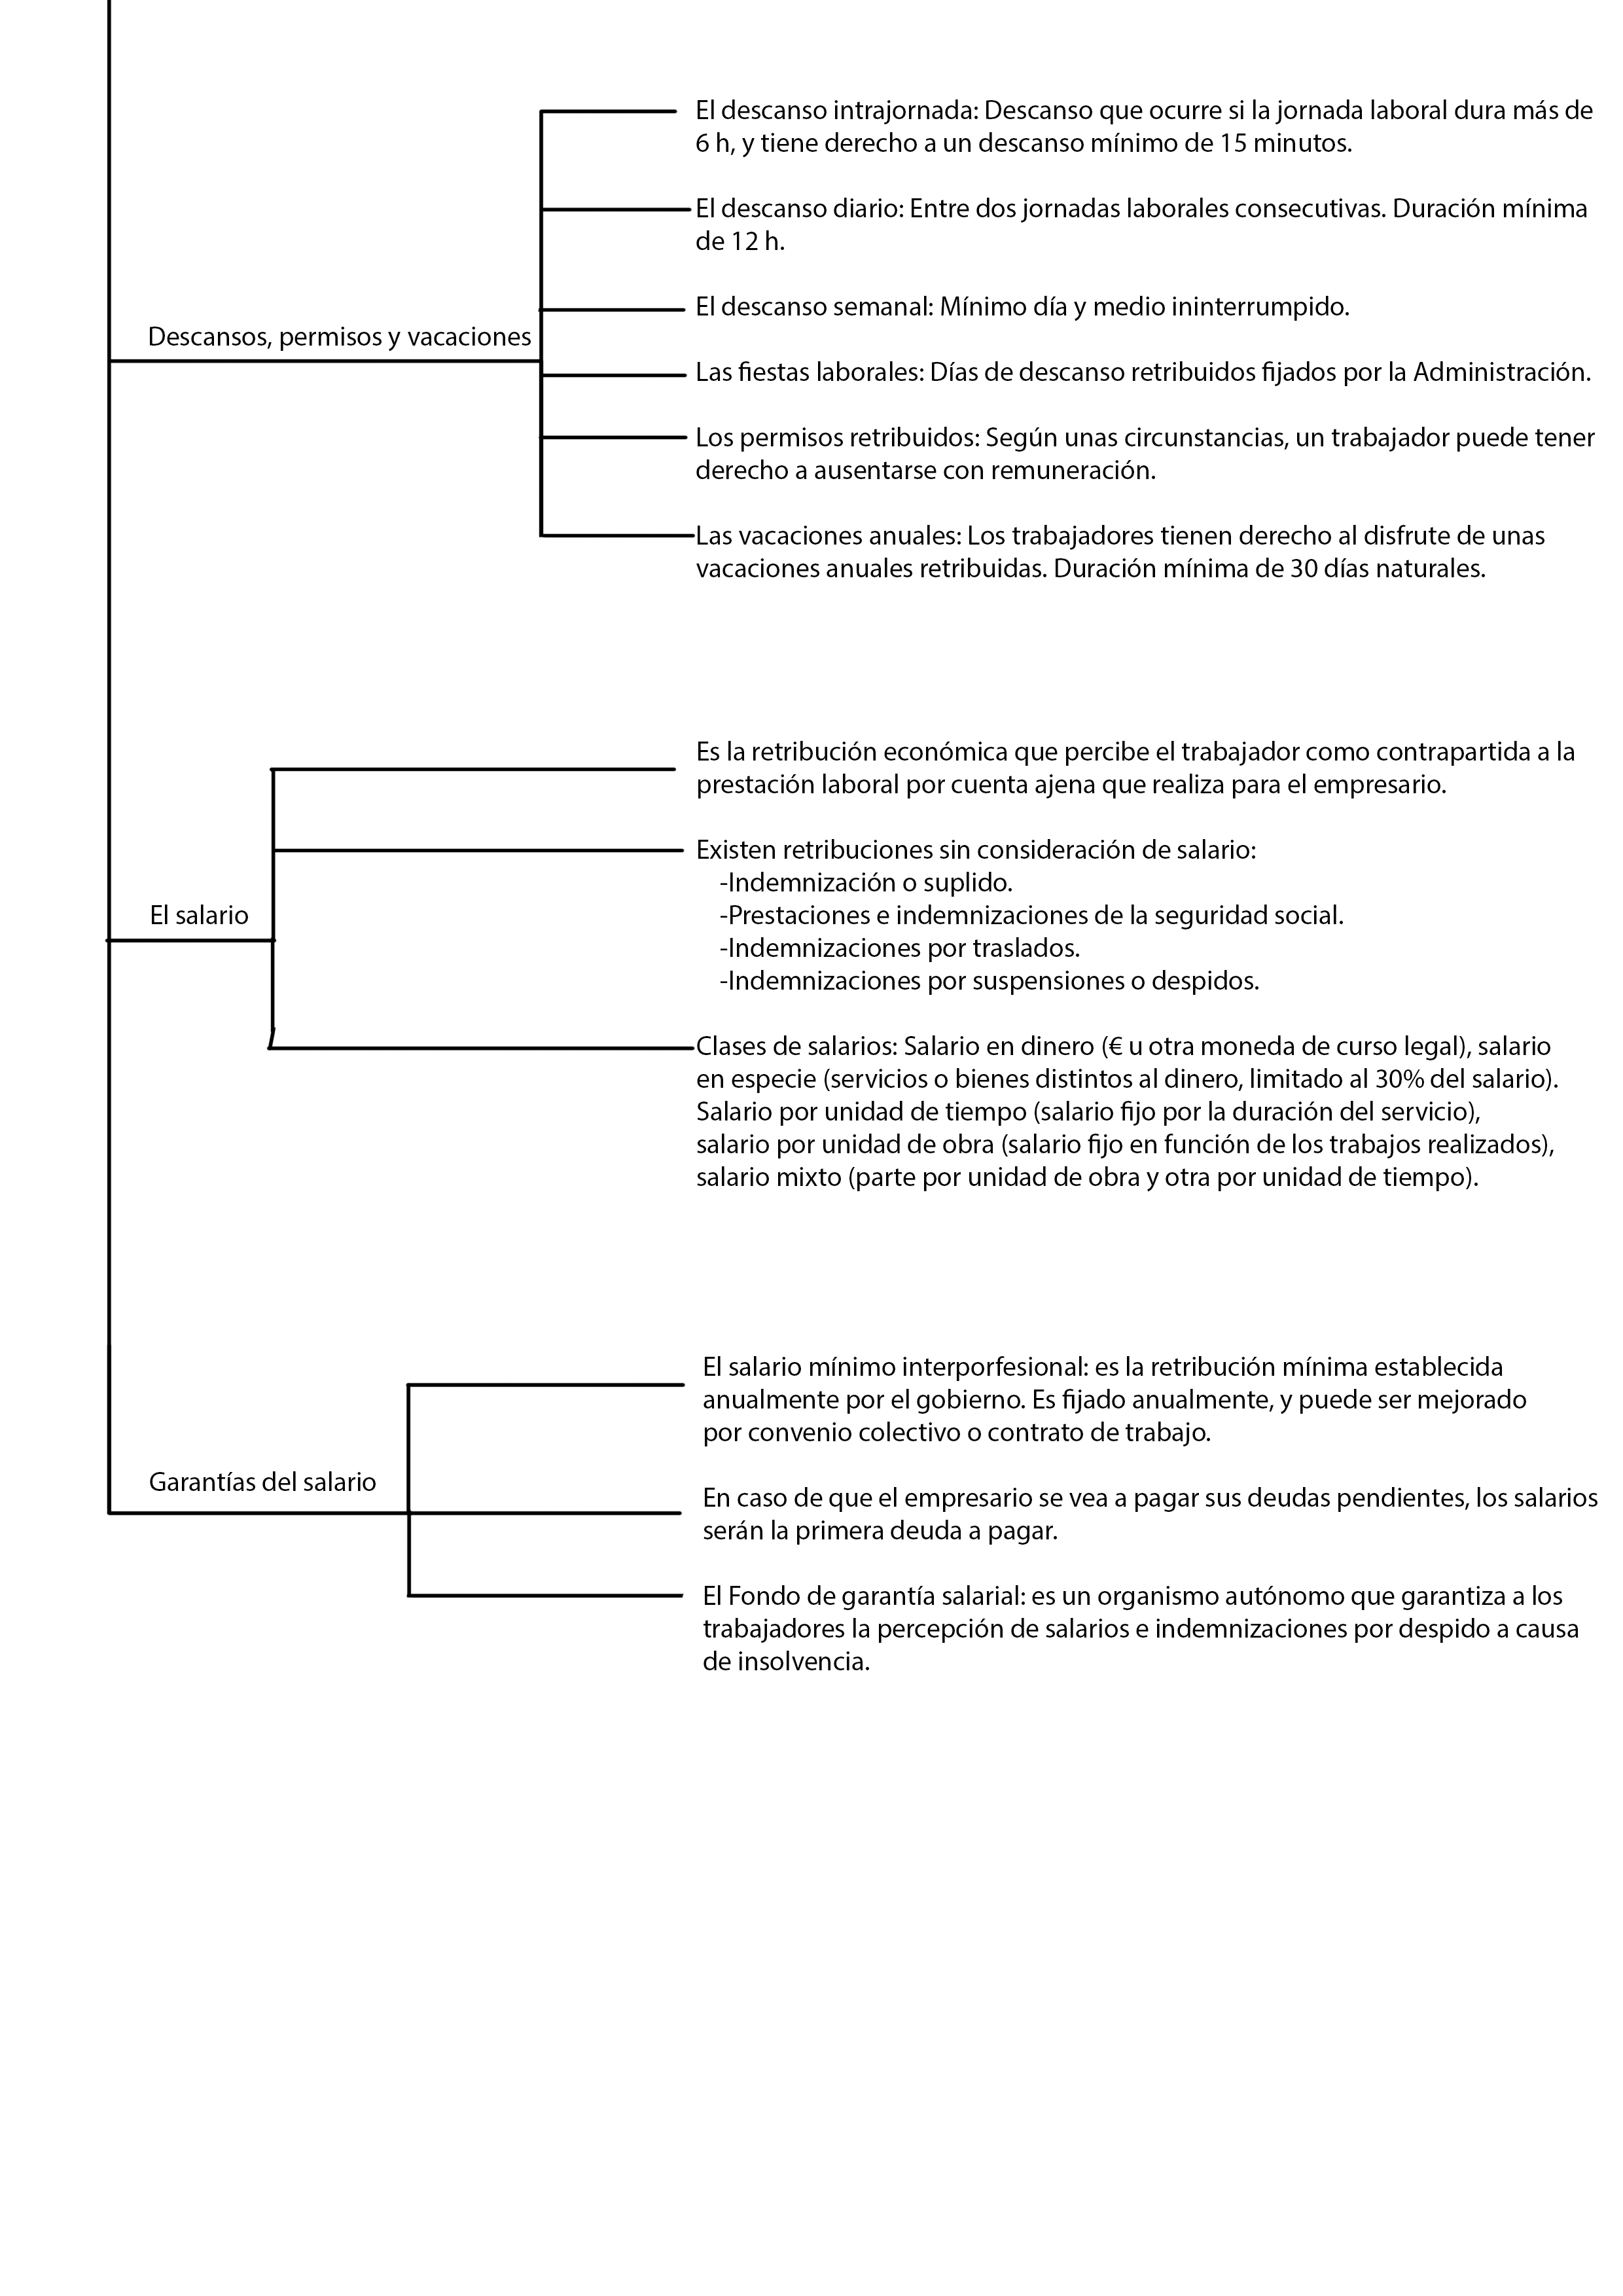 El descanso intrajornada: Descanso que ocurre si la jornada laboral dura más de
6 h, y tiene derecho a un descanso mínimo de 15 minutos.
El descanso diario: Entre dos jornadas laborales consecutivas. Duración mínima
de 12 h.
El descanso semanal: Mínimo día y medio ininterrumpido.
Descansos, permisos y vacaciones
Las fiestas laborales: Días de descanso retribuidos fijados por la Administración.
Los permisos retribuidos: Según unas circunstancias, un trabajador puede tener
derecho a ausentarse con remuneración.
Las vacaciones anuales: Los trabajadores tienen derecho al disfrute de unas
vacaciones anuales retribuidas. Duración mínima de 30 días naturales.
Es la retribución económica que percibe el trabajador como contrapartida a la
prestación laboral por cuenta ajena que realiza para el empresario.
Existen retribuciones sin consideración de salario:
-Indemnización o suplido.
-Prestaciones e indemnizaciones de la seguridad social.
El salario
-Indemnizaciones por traslados.
-Indemnizaciones por suspensiones o despidos.
Clases de salarios: Salario en dinero (€ u otra moneda de curso legal), salario
en especie (servicios o bienes distintos al dinero, limitado al 30% del salario).
Salario por unidad de tiempo (salario fijo por la duración del servicio),
salario por unidad de obra (salario fijo en función de los trabajos realizados),
salario mixto (parte por unidad de obra y otra por unidad de tiempo).
El salario mínimo interporfesional: es la retribución mínima establecida
anualmente por el gobierno. Es fijado anualmente, y puede ser mejorado
por convenio colectivo o contrato de trabajo.
Garantías del salario
En caso de que el empresario se vea a pagar sus deudas pendientes, los salarios
serán la primera deuda a pagar.
El Fondo de garantía salarial: es un organismo autónomo que garantiza a los
trabajadores la percepción de salarios e indemnizaciones por despido a causa
de insolvencia.